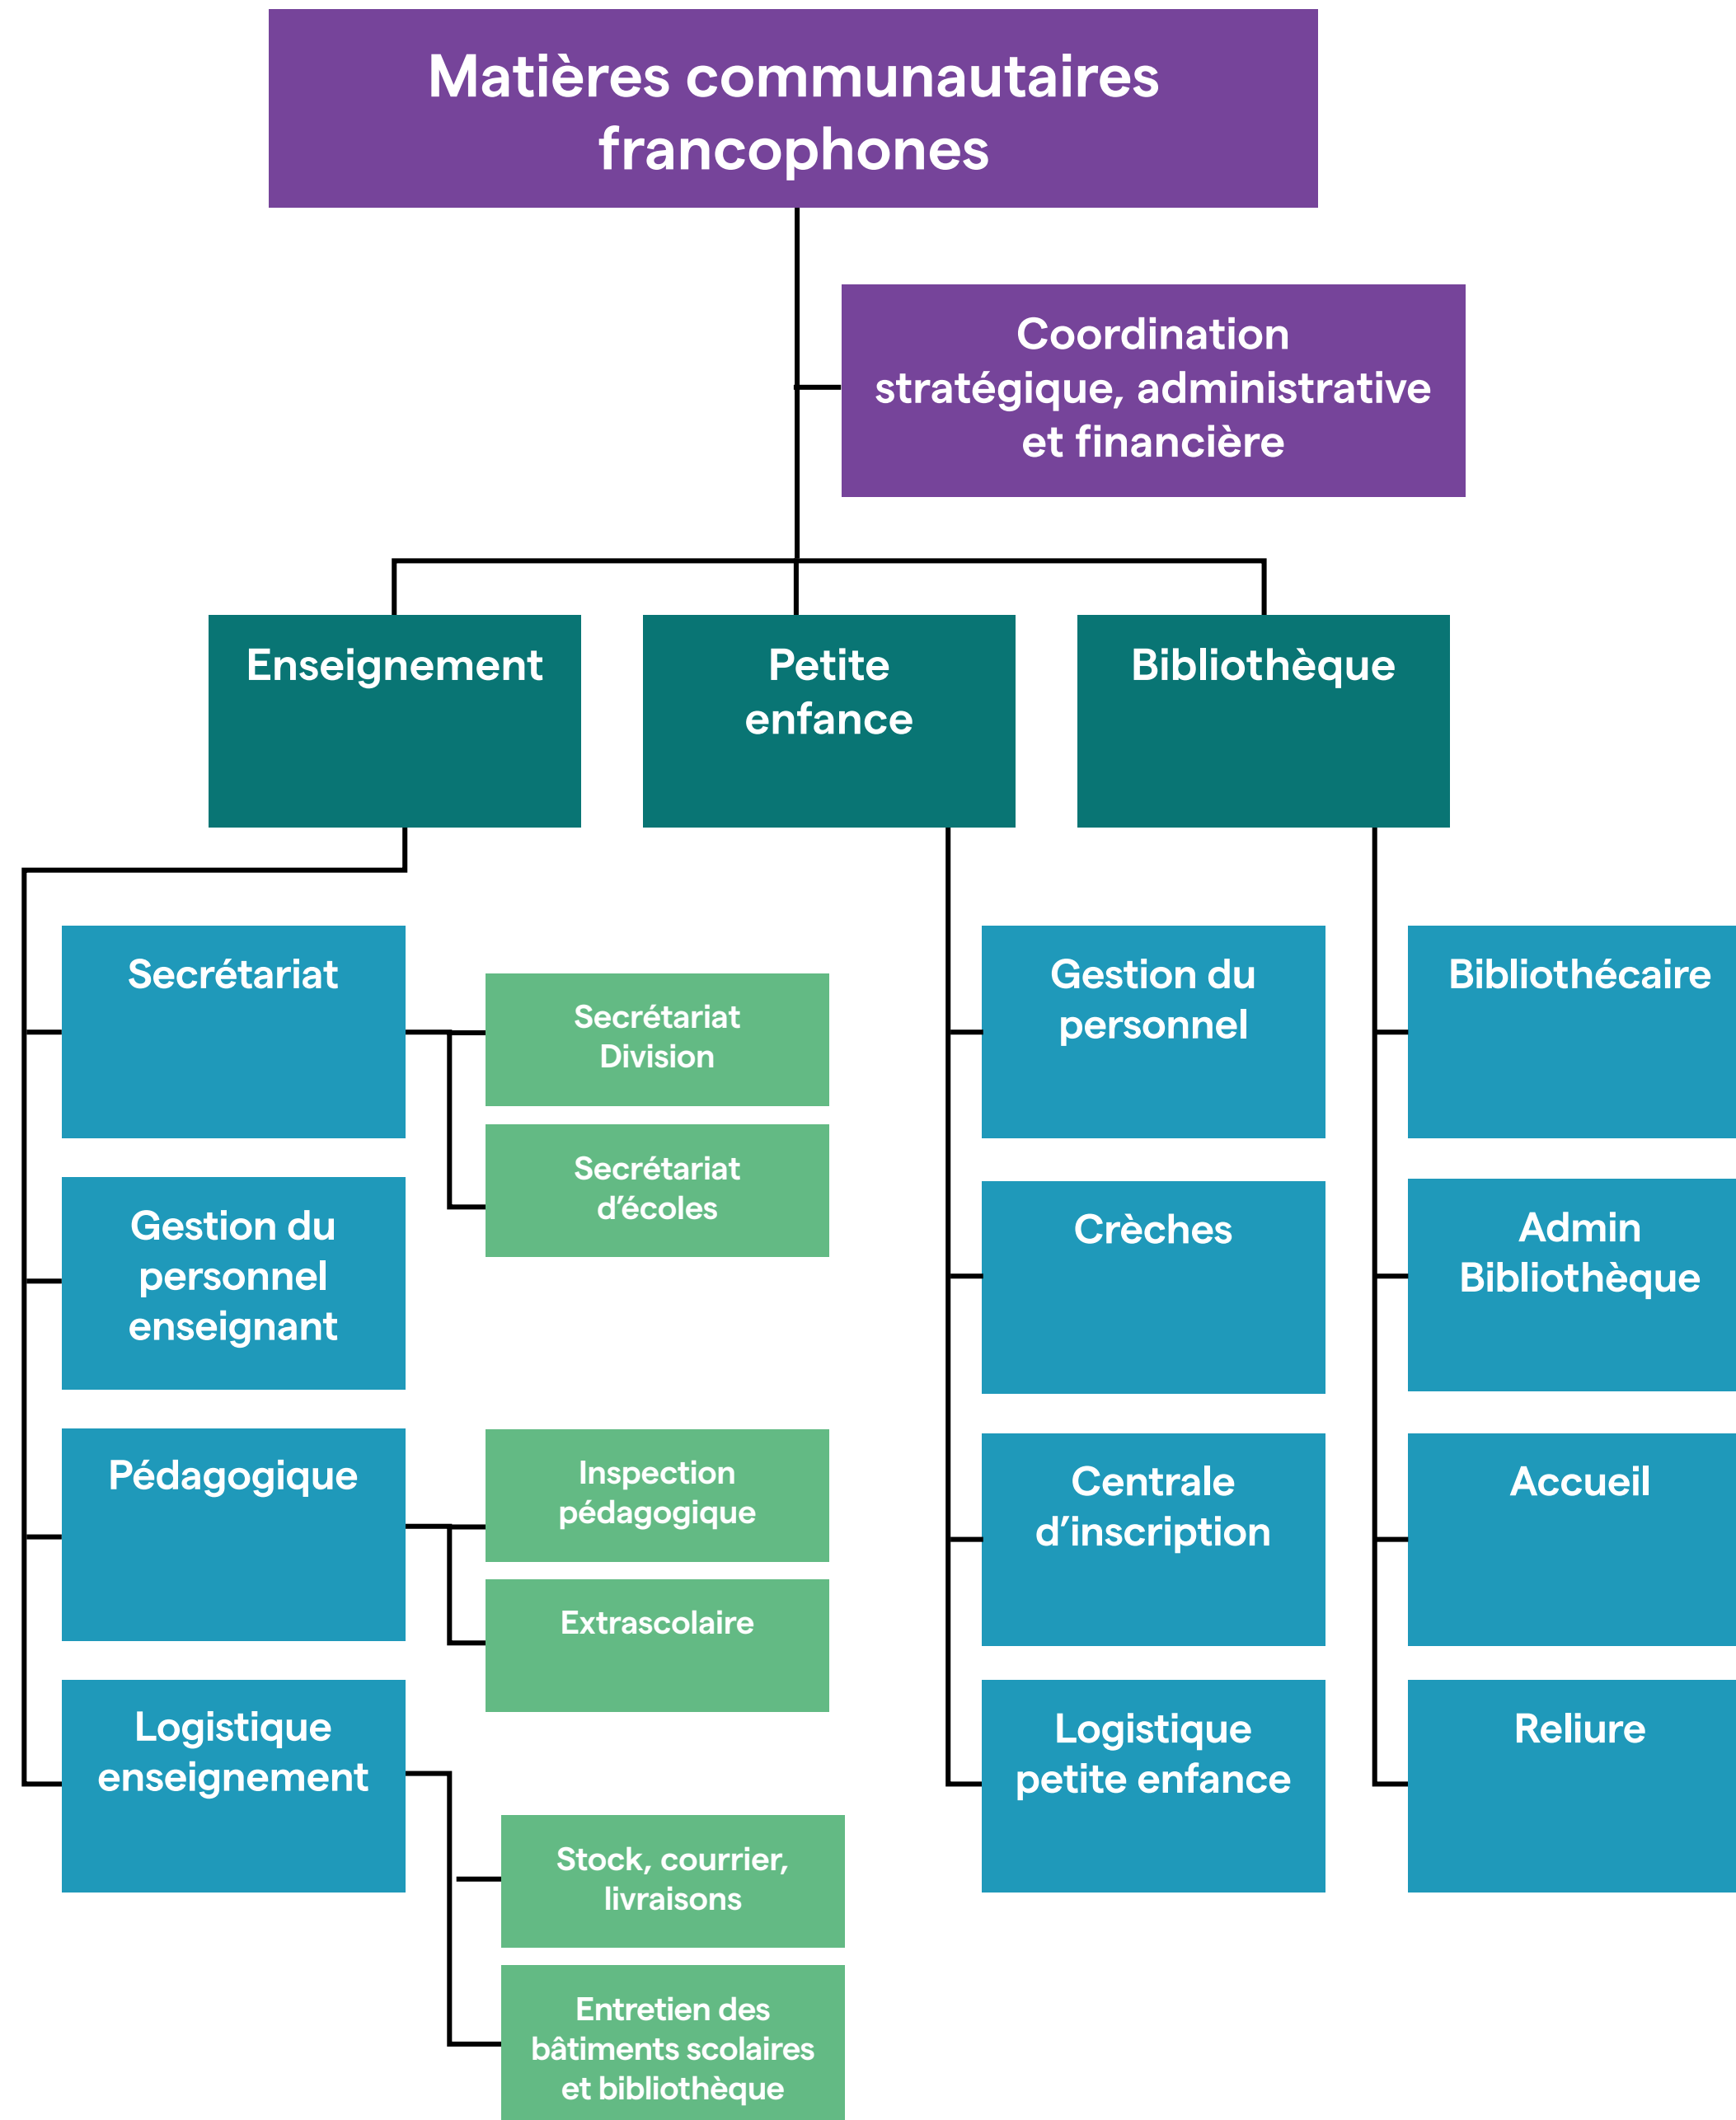 Matières communautaires
francophones
Coordination
stratégique, administrative
et financière
Enseignement
Petite
enfance
Bibliothèque
Secrétariat
Secrétariat
Division
Secrétariat
d’écoles
Gestion du
personnel
enseignant
Pédagogique
Inspection
pédagogique
Extrascolaire
Logistique
enseignement
Stock, courrier,
livraisons
Entretien des
bâtiments scolaires
et bibliothèque
Gestion du
personnel
Crèches
Centrale
d’inscription
Logistique
petite enfance
Bibliothécaire
Admin
Bibliothèque
Accueil
Reliure